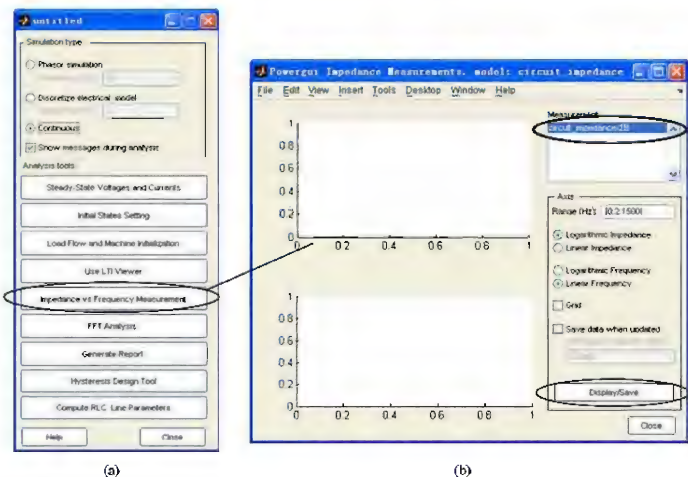 untitled
Simulation type
Phasor simulation
Discretize electrical model
Continuous
Show messages during analysis
Analysis tools
Steady-State Voltages and Currents
Initial States Setting
Load Flow and Machine Initialization
Use LTI Viewer
Impedance vs Frequency Measurement
FFT Analysis
Generate Report
Hysteresis Design Tool
Compute RLC Line Parameters
Help
Close
(a)
Powergui Impedance Measurements. model: circuit_impedance
File Edit View Insert Tools Desktop Window Help
1
0.8
0.6
0.4
0.2
0
0 0.2 0.4 0.6 0.8 1
1
0.8
0.6
0.4
0.2
0
0 0.2 0.4 0.6 0.8 1
Measurement
Axis
Range (Hz): [0:2:1500]
Logarithmic Impedance
Linear Impedance
Logarithmic Frequency
Linear Frequency
Grid
Save data when updated
Display/Save
Close
(b)